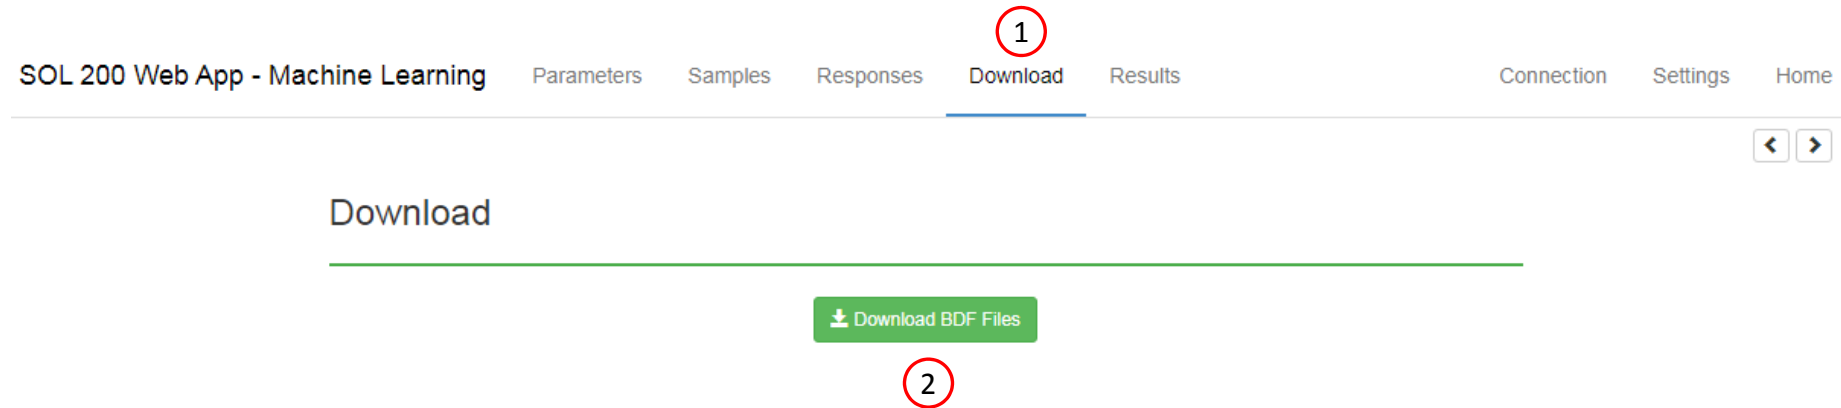 1
SOL 200 Web App - Machine Learning Parameters Samples Responses Download Results Connection Settings Home
Download
Download BDF Files
2